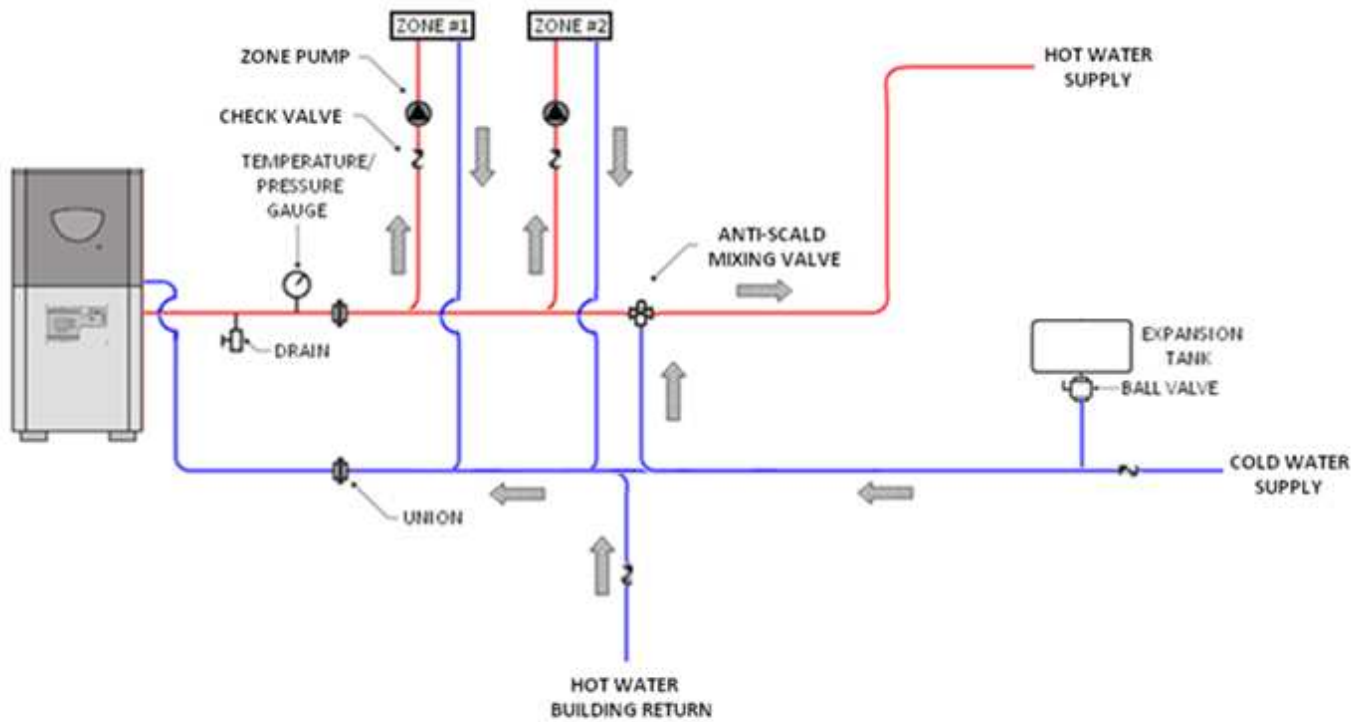 ZONE #1
ZONE #2
ZONE PUMP
HOT WATER
SUPPLY
CHECK VALVE
TEMPERATURE/
PRESSURE
GAUGE
ANTI-SCALD
MIXING VALVE
DRAIN
EXPANSION
TANK
BALL VALVE
COLD WATER
SUPPLY
UNION
HOT WATER
BUILDING RETURN